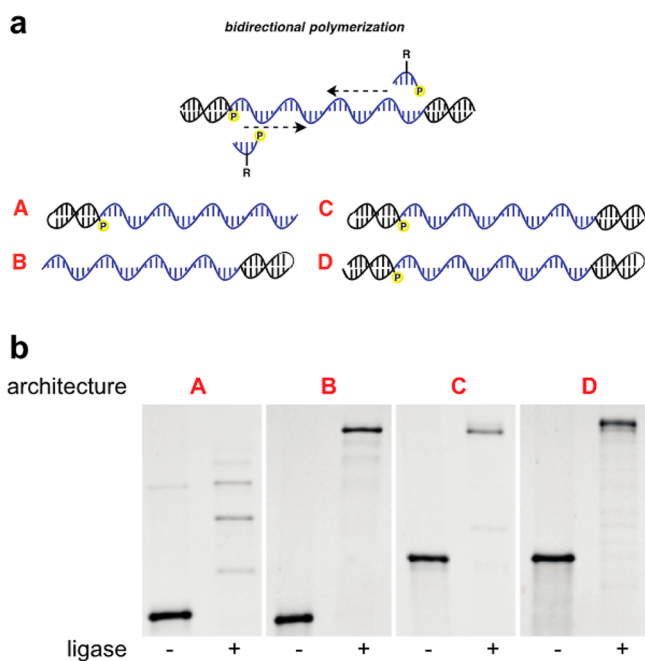 a
bidirectional polymerization
R
P
P
P
R
A
P
C
P
B
D
P
b
architecture A B C D
ligase - + - + - + - +